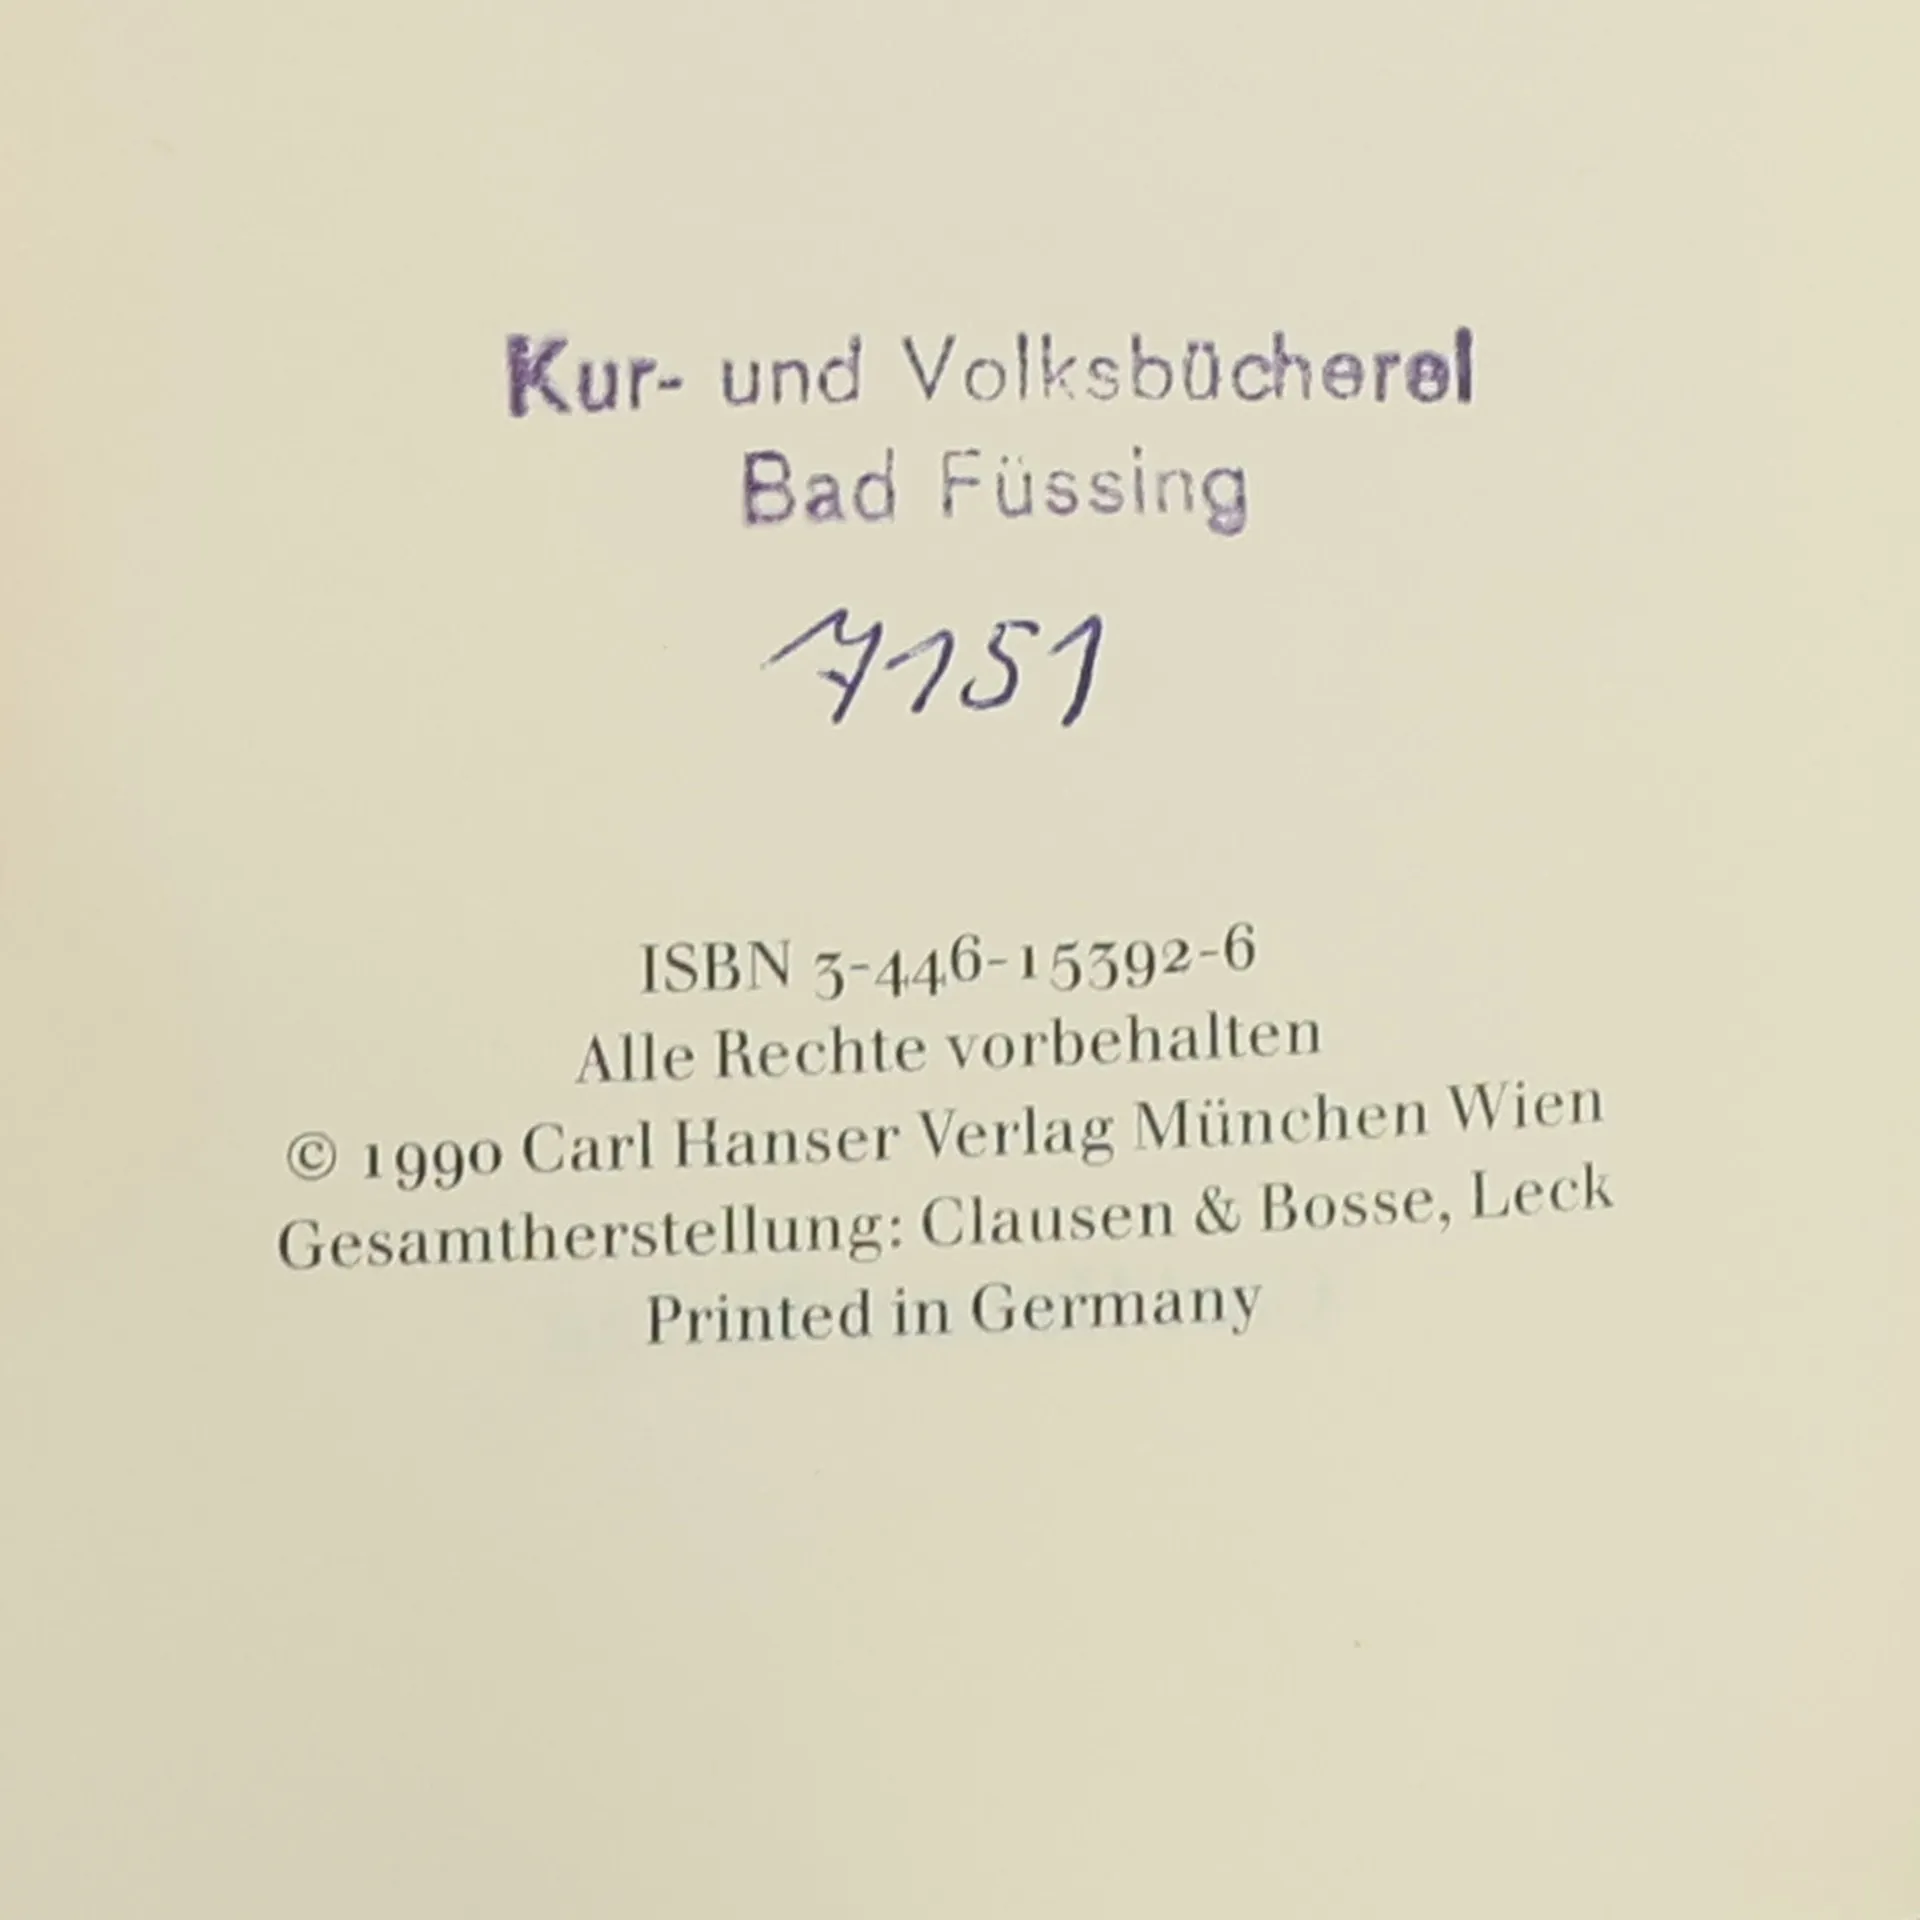 Kur- und Volksbücherei
Bad Füssing
7151
ISBN 3-446-15392-6
Alle Rechte vorbehalten
© 1990 Carl Hanser Verlag München Wien
Gesamtherstellung: Clausen & Bosse, Leck
Printed in Germany